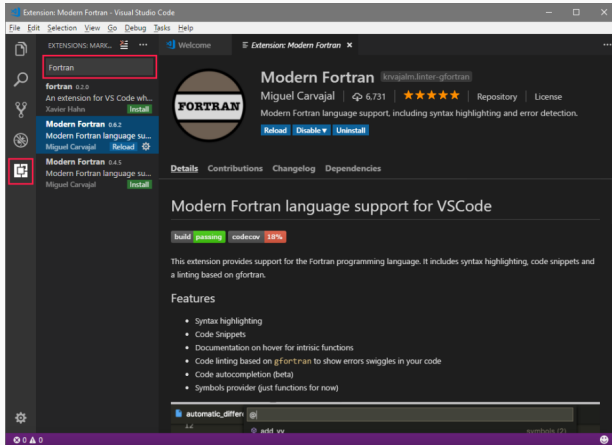 Extension: Modern Fortran - Visual Studio Code
File Edit Selection View Go Debug Tasks Help
EXTENSIONS: MARK...
Welcome
Extension: Modern Fortran
Fortran
fortran 0.2.0
An extension for VS Code wh...
Xavier Hahn Install
Modern Fortran 0.6.2
Modern Fortran language su...
Miguel Carvajal Reload
Modern Fortran 0.4.5
Modern Fortran language su...
Miguel Carvajal Install
FORTRAN
Modern Fortran krvajalm.linter-gfortran
Miguel Carvajal 6,731 Repository License
Modern Fortran language support, including syntax highlighting and error detection.
Reload Disable Uninstall
Details Contributions Changelog Dependencies
Modern Fortran language support for VSCode
build passing codecov 18%
This extension provides support for the Fortran programming language. It includes syntax highlighting, code snippets and
a linting based on gfortran.
Features
Syntax highlighting
Code Snippets
Documentation on hover for intrisic functions
Code linting based on gfortran to show errors swiggles in your code
Code autocompletion (beta)
Symbols provider (just functions for now)
automatic_differe @
12 add_vv symbols (2)
0 0